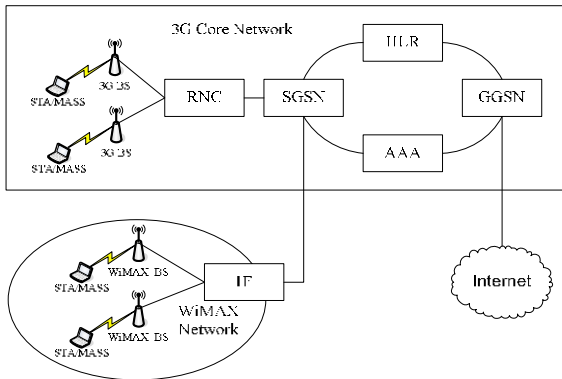 3G Core Network
HLR
3G BS
STA/MASS
RNC
SGSN
GGSN
3G BS
STA/MASS
AAA
WiMAX BS
STA/MASS
IF
Internet
WiMAX
Network
WiMAX BS
STA/MASS